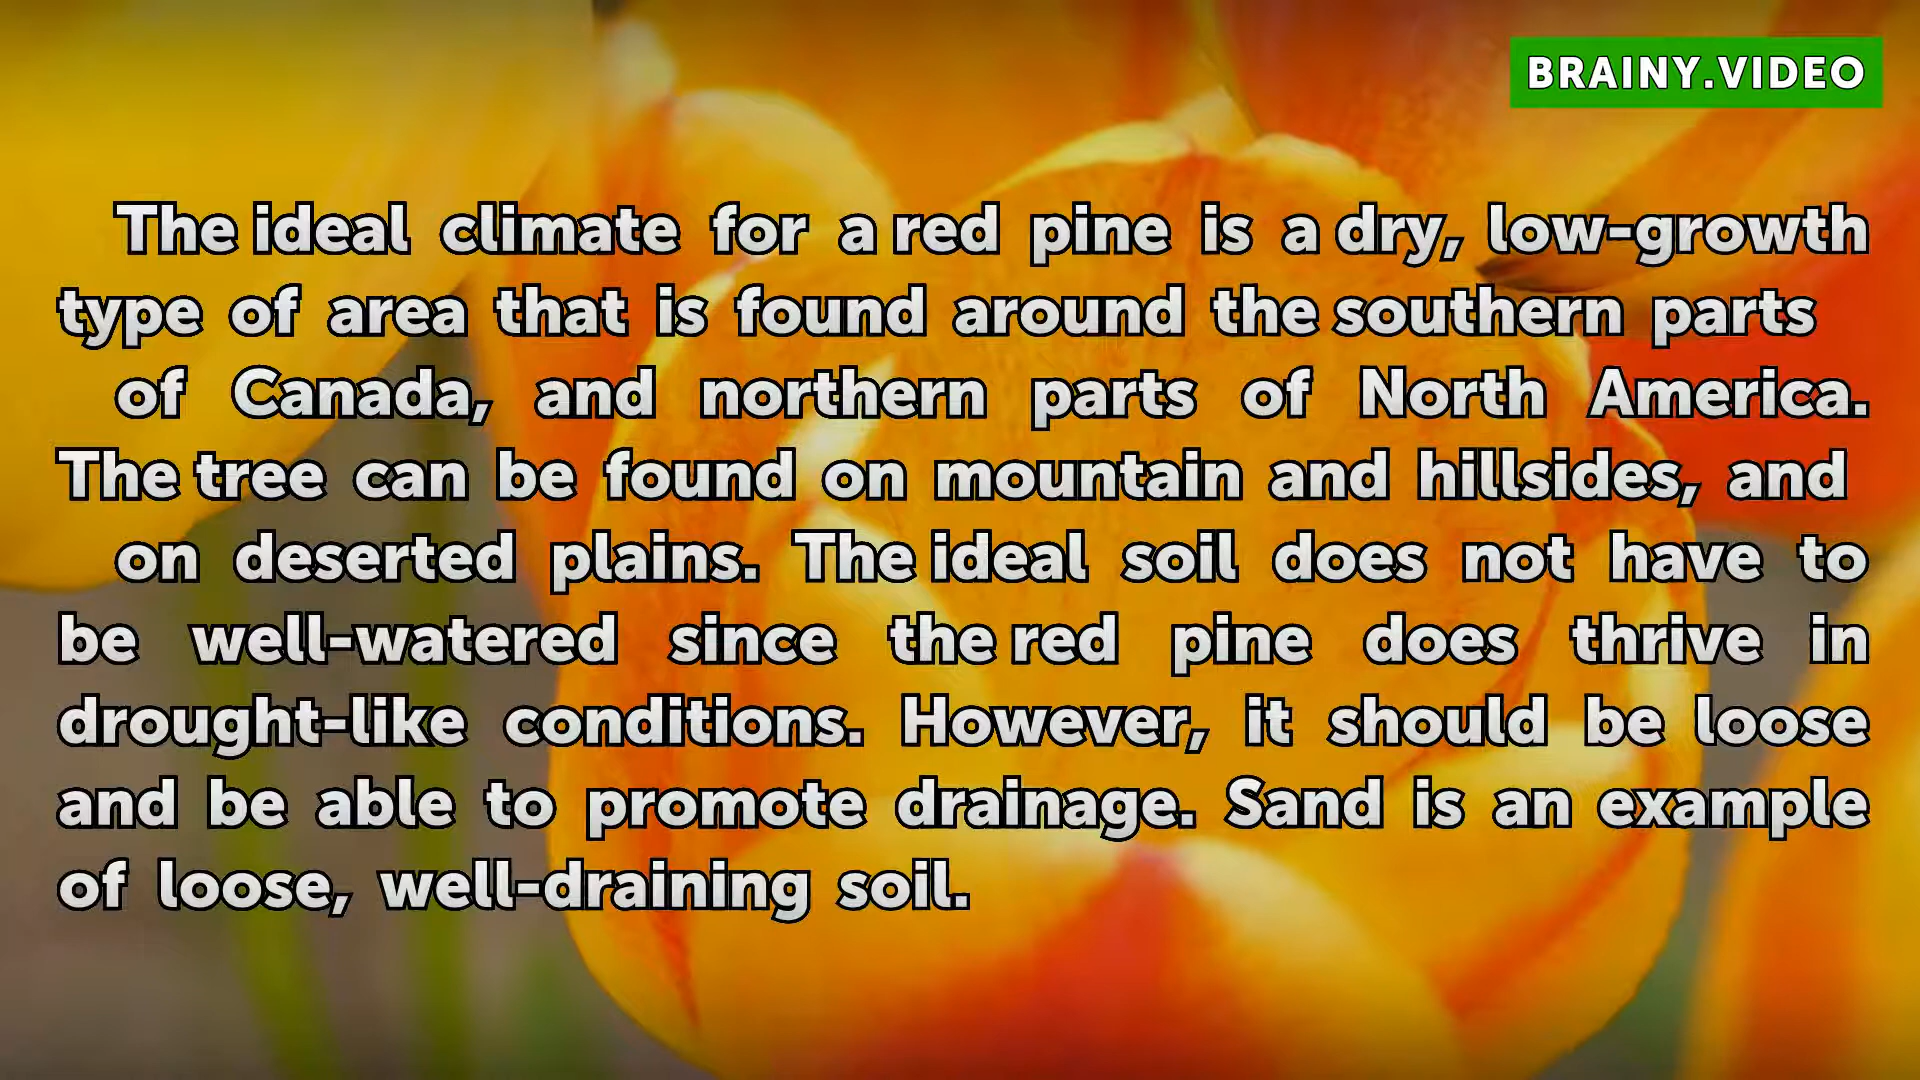 BRAINY.VIDEO
The ideal climate for a red pine is a dry, low-growth
type of area that is found around the southern parts
of Canada, and northern parts of North America.
The tree can be found on mountain and hillsides, and
on deserted plains. The ideal soil does not have to
be well-watered since the red pine does thrive in
drought-like conditions. However, it should be loose
and be able to promote drainage. Sand is an example
of loose, well-draining soil.